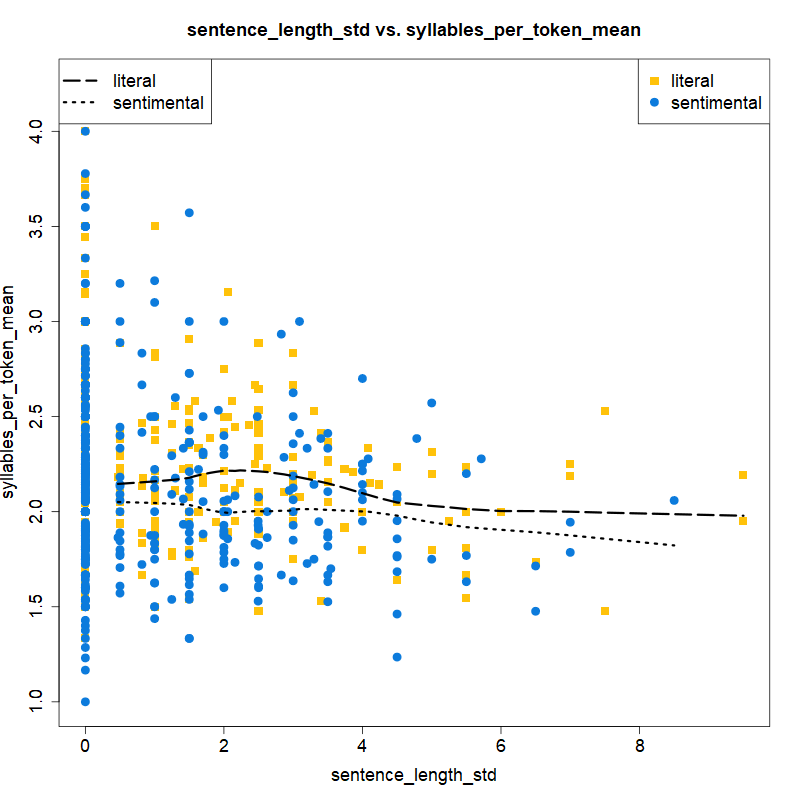 sentence_length_std vs. syllables_per_token_mean
literal
sentimental
literal
sentimental
syllables_per_token_mean
4.0
3.5
3.0
2.5
2.0
1.5
1.0
0 2 4 6 8
sentence_length_std